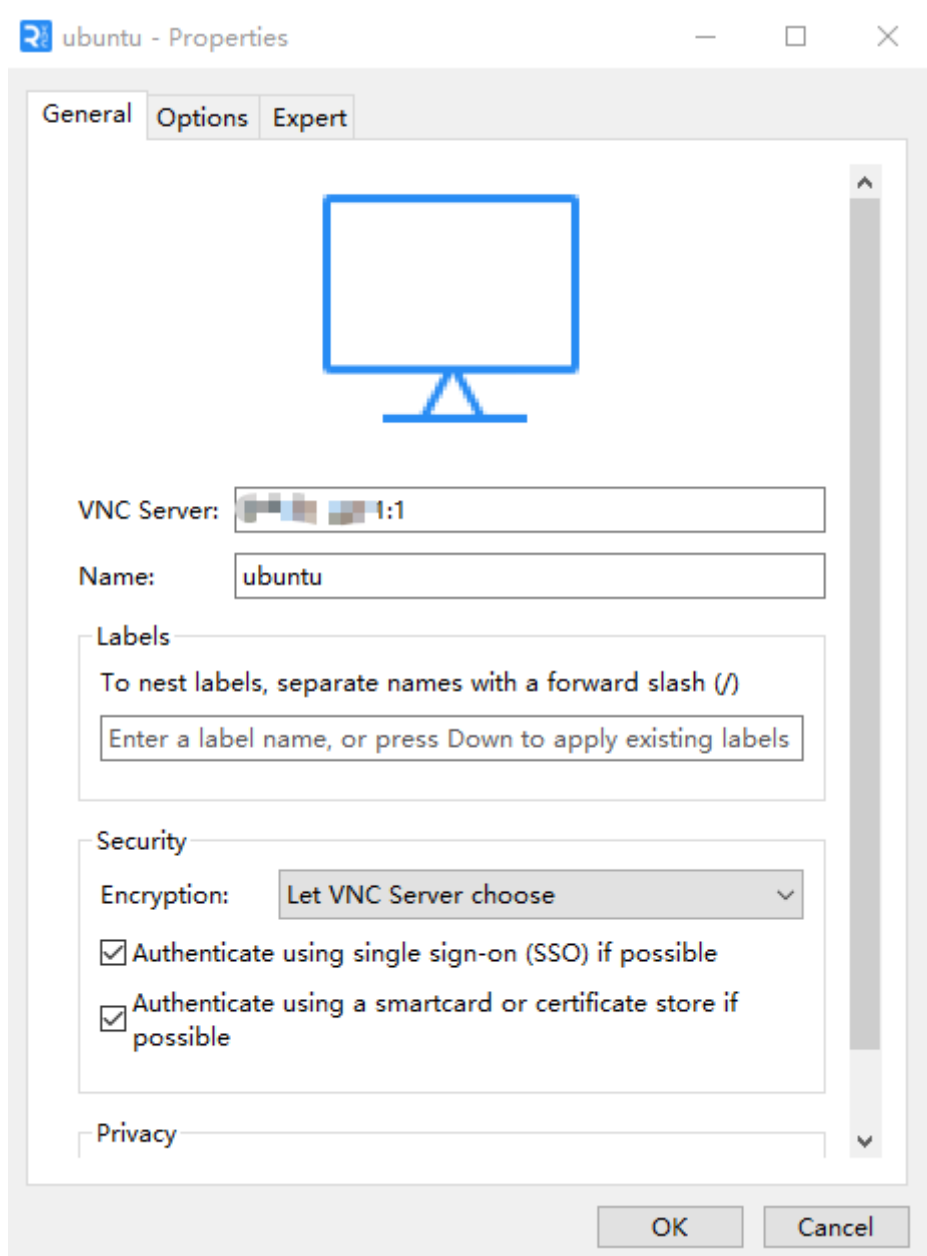 ubuntu - Properties
General Options Expert
VNC Server: 1:1
Name: ubuntu
Labels
To nest labels, separate names with a forward slash (/)
Enter a label name, or press Down to apply existing labels
Security
Encryption: Let VNC Server choose
Authenticate using single sign-on (SSO) if possible
Authenticate using a smartcard or certificate store if
possible
Privacy
OK Cancel